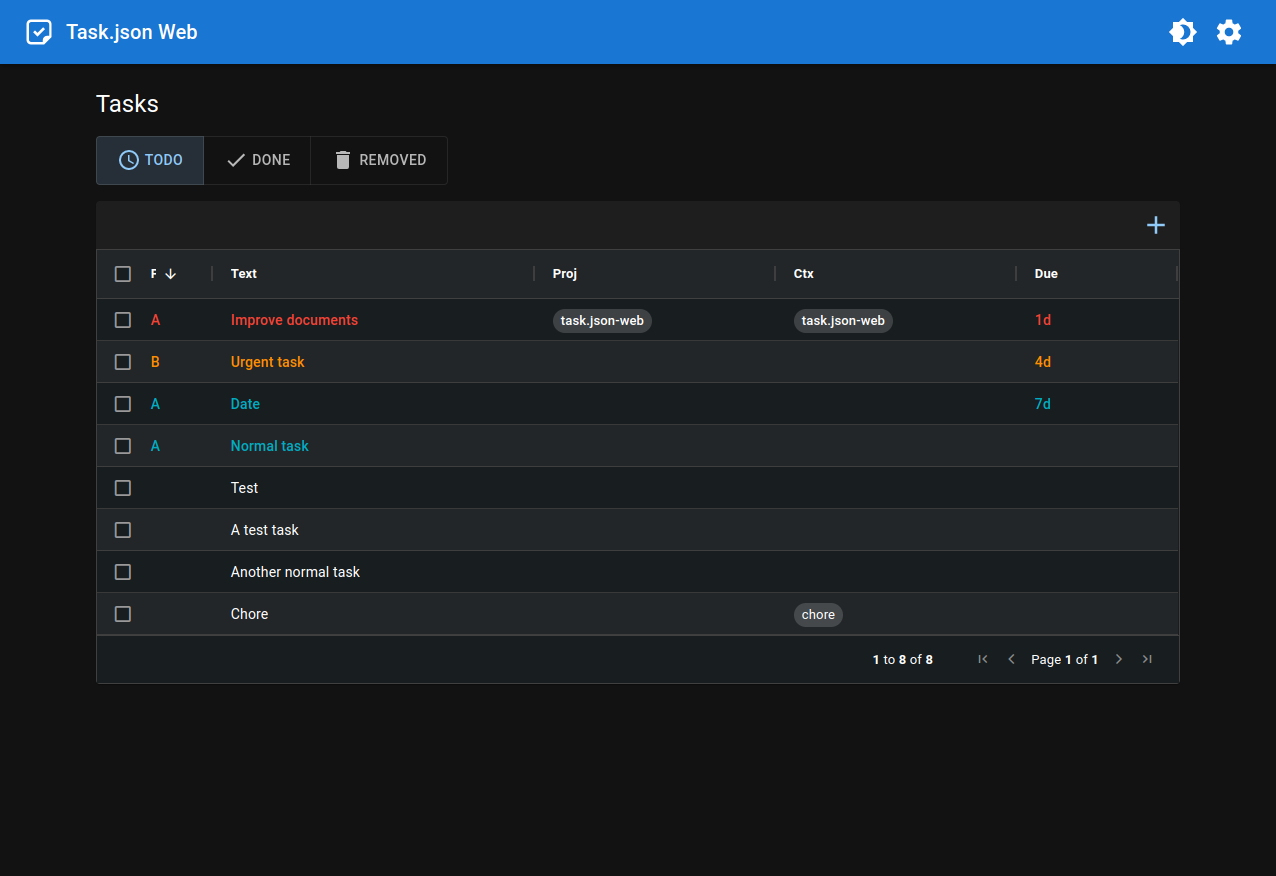 Task.json Web
Tasks
TODO DONE REMOVED
Text Proj Ctx Due
A Improve documents task.json-web task.json-web 1d
B Urgent task 4d
A Date 7d
A Normal task
Test
A test task
Another normal task
Chore chore
1 to 8 of 8 Page 1 of 1